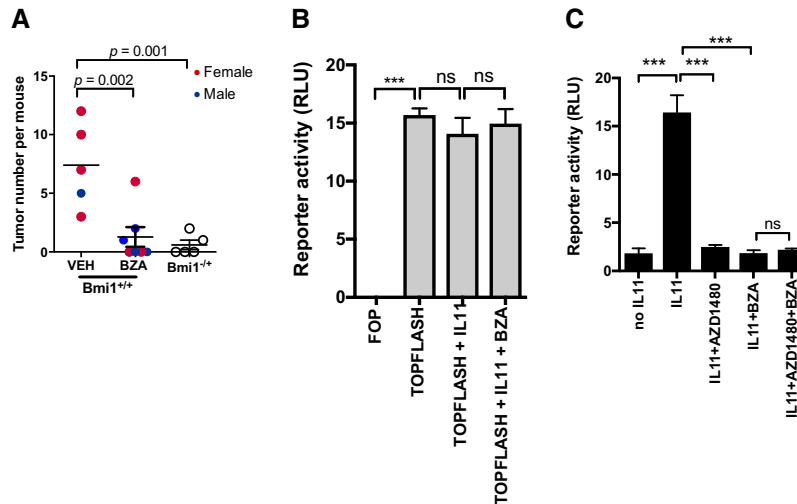 A
p = 0.001
p = 0.002
Female
Male
Tumor number per mouse
15
10
5
0
VEH
BZA
Bmi1-/+
Bmi1+/+
B
Reporter activity (RLU)
20
15
10
5
0
***
ns
ns
FOP
TOPFLASH
TOPFLASH + IL11
TOPFLASH + IL11 + BZA
C
Reporter activity (RLU)
20
15
10
5
0
***
***
***
ns
no IL11
IL11
IL11+AZD1480
IL11+BZA
IL11+AZD1480+BZA